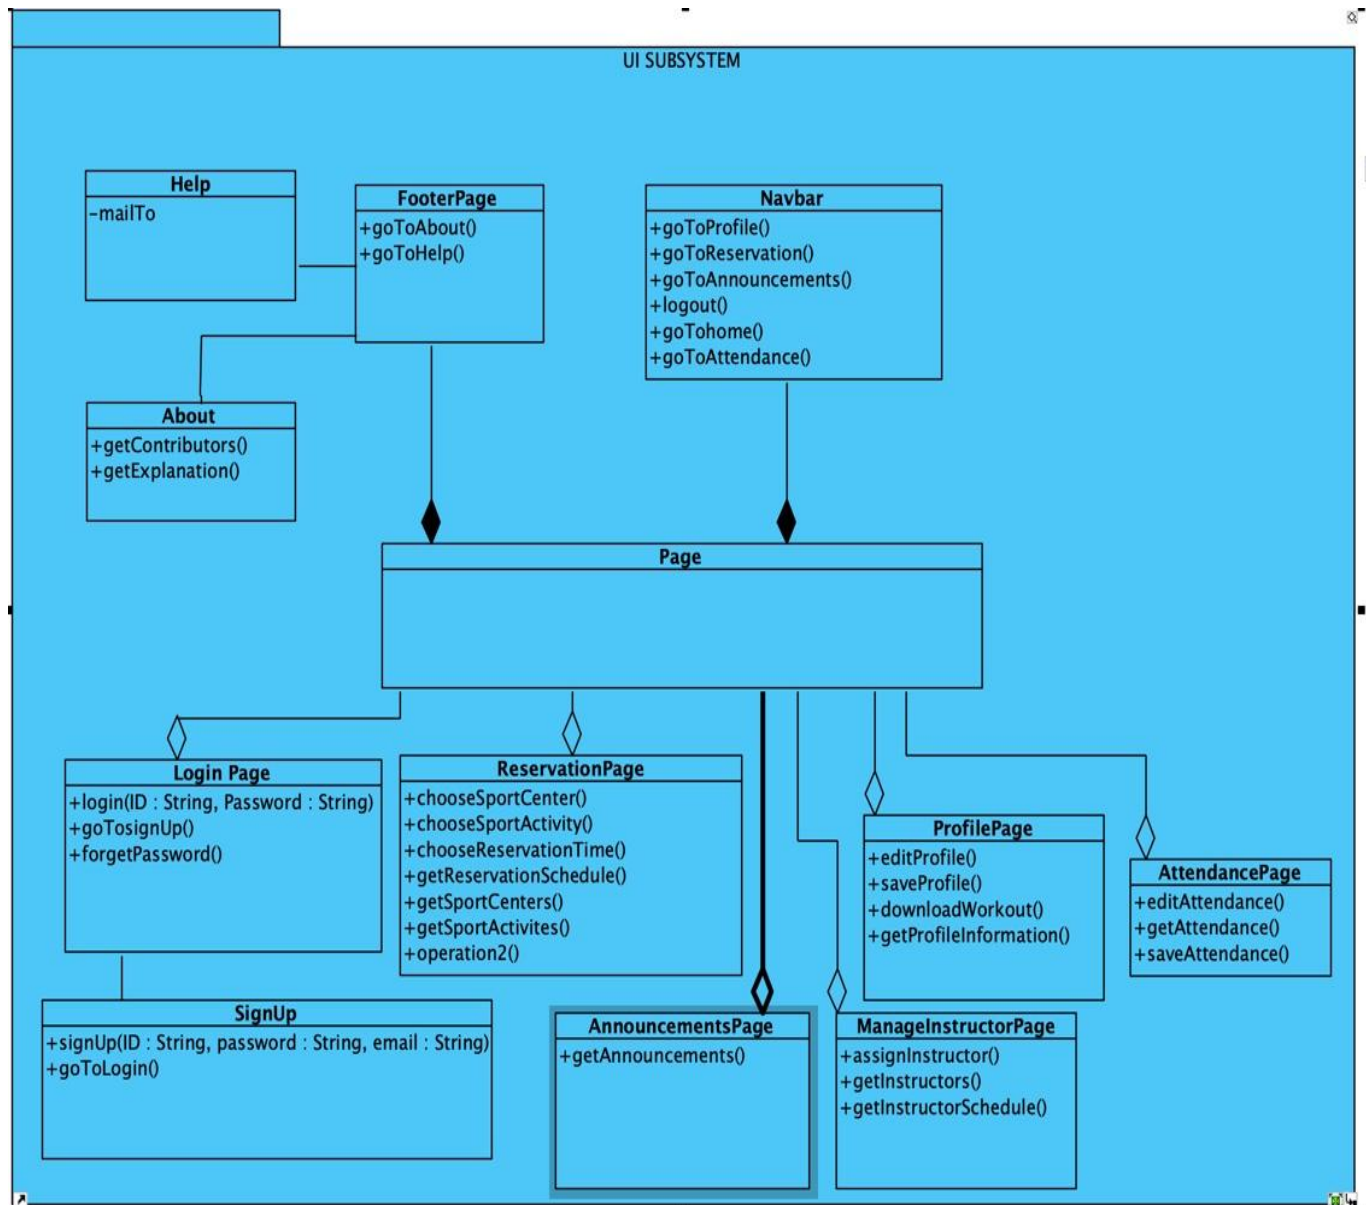 UI SUBSYSTEM
Help
-mailTo
FooterPage
+goToAbout()
+goToHelp()
Navbar
+goToProfile()
+goToReservation()
+goToAnnouncements()
+logout()
+goTohome()
+goToAttendance()
About
+getContributors()
+getExplanation()
Page
Login Page
+login(ID : String, Password : String)
+goTosignUp()
+forgetPassword()
ReservationPage
+chooseSportCenter()
+chooseSportActivity()
+chooseReservationTime()
+getReservationSchedule()
+getSportCenters()
+getSportActivites()
+operation2()
ProfilePage
+editProfile()
+saveProfile()
+downloadWorkout()
+getProfileInformation()
AttendancePage
+editAttendance()
+getAttendance()
+saveAttendance()
SignUp
+signUp(ID : String, password : String, email : String)
+goToLogin()
AnnouncementsPage
+getAnnouncements()
ManageInstructorPage
+assignInstructor()
+getInstructors()
+getInstructorSchedule()